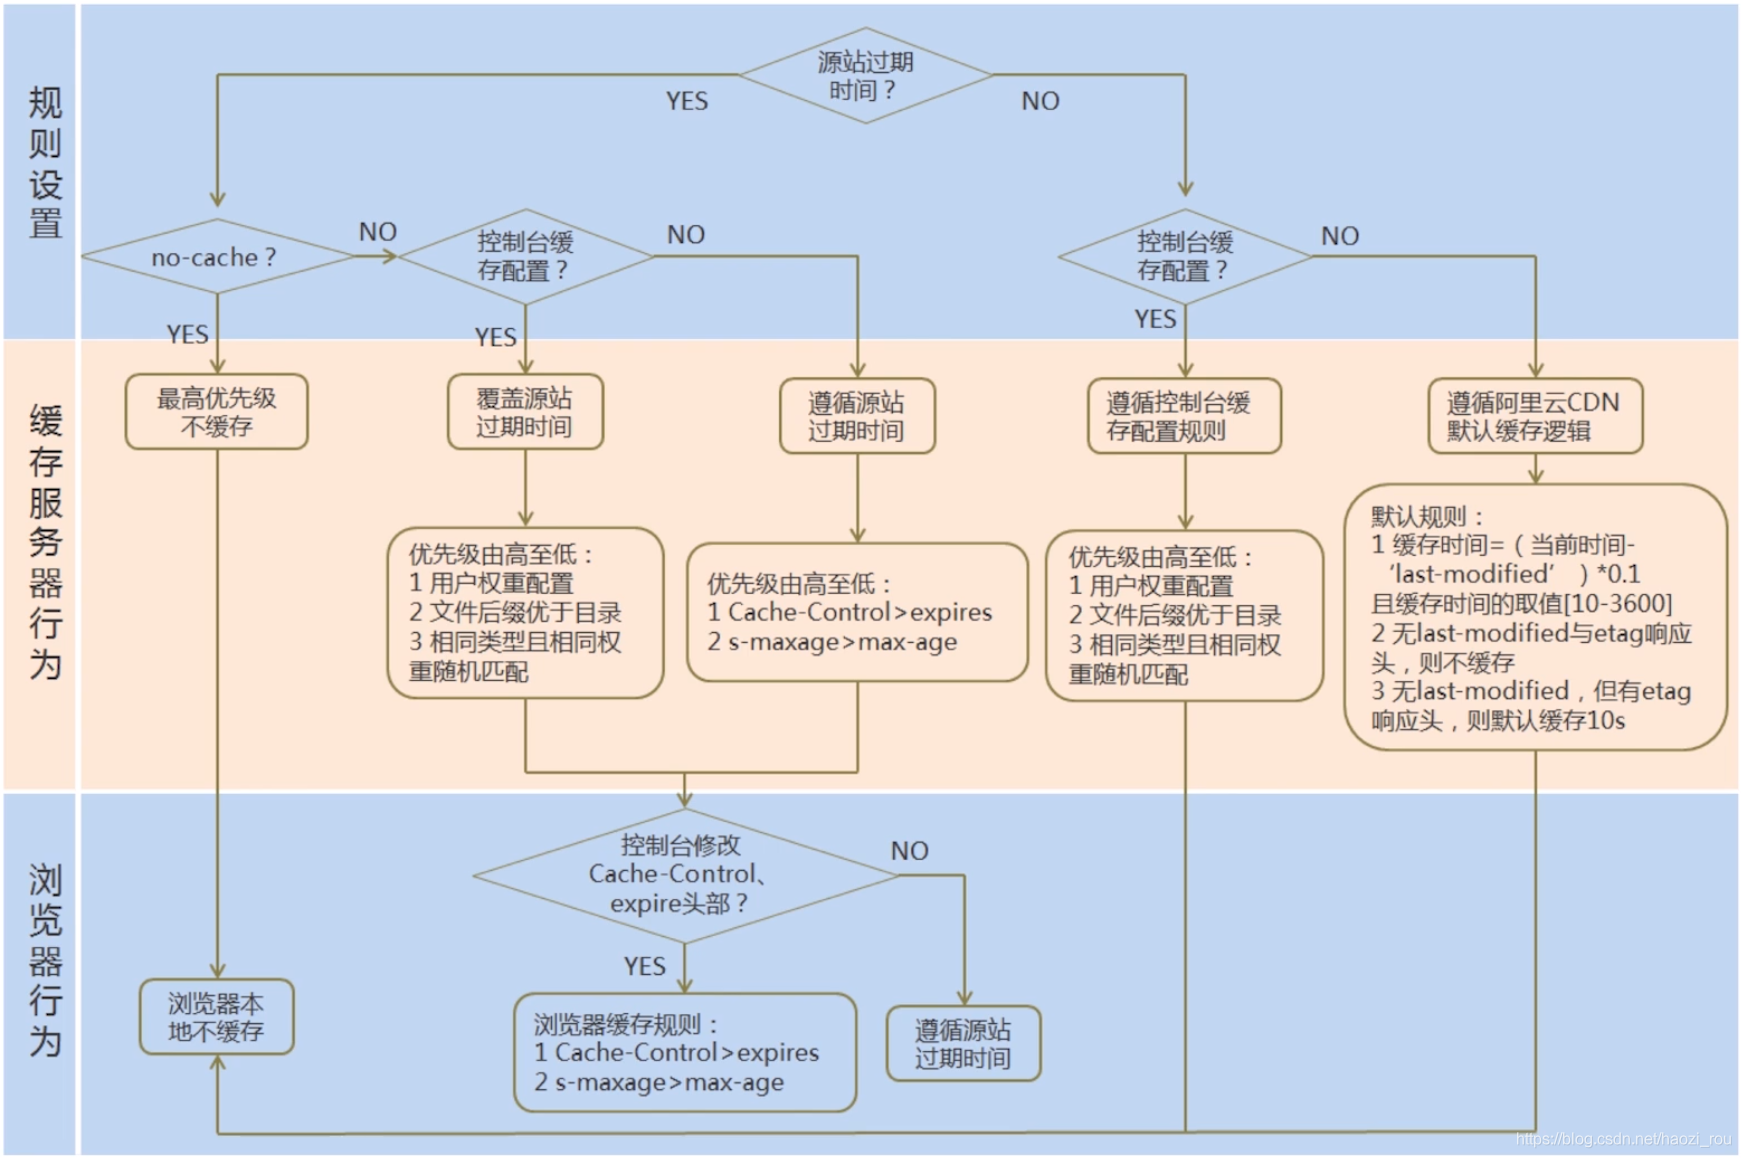 规则设置
源站过期
时间？
YES
NO
no-cache？
NO
控制台缓
存配置？
NO
控制台缓
存配置？
NO
YES
YES
YES
缓存服务器行为
最高优先级
不缓存
覆盖源站
过期时间
遵循源站
过期时间
遵循控制台缓
存配置规则
遵循阿里云CDN
默认缓存逻辑
优先级由高至低：
1 用户权重配置
2 文件后缀优于目录
3 相同类型且相同权
重随机匹配
优先级由高至低：
1 Cache-Control>expires
2 s-maxage>max-age
优先级由高至低：
1 用户权重配置
2 文件后缀优于目录
3 相同类型且相同权
重随机匹配
默认规则：
1 缓存时间=（当前时间-
‘last-modified’ ）*0.1
且缓存时间的取值[10-3600]
2 无last-modified与etag响应
头，则不缓存
3 无last-modified，但有etag
响应头，则默认缓存10s
浏览器行为
控制台修改
Cache-Control、
expire头部？
NO
YES
浏览器本
地不缓存
浏览器缓存规则：
1 Cache-Control>expires
2 s-maxage>max-age
遵循源站
过期时间
https://blog.csdn.net/haozi_rou